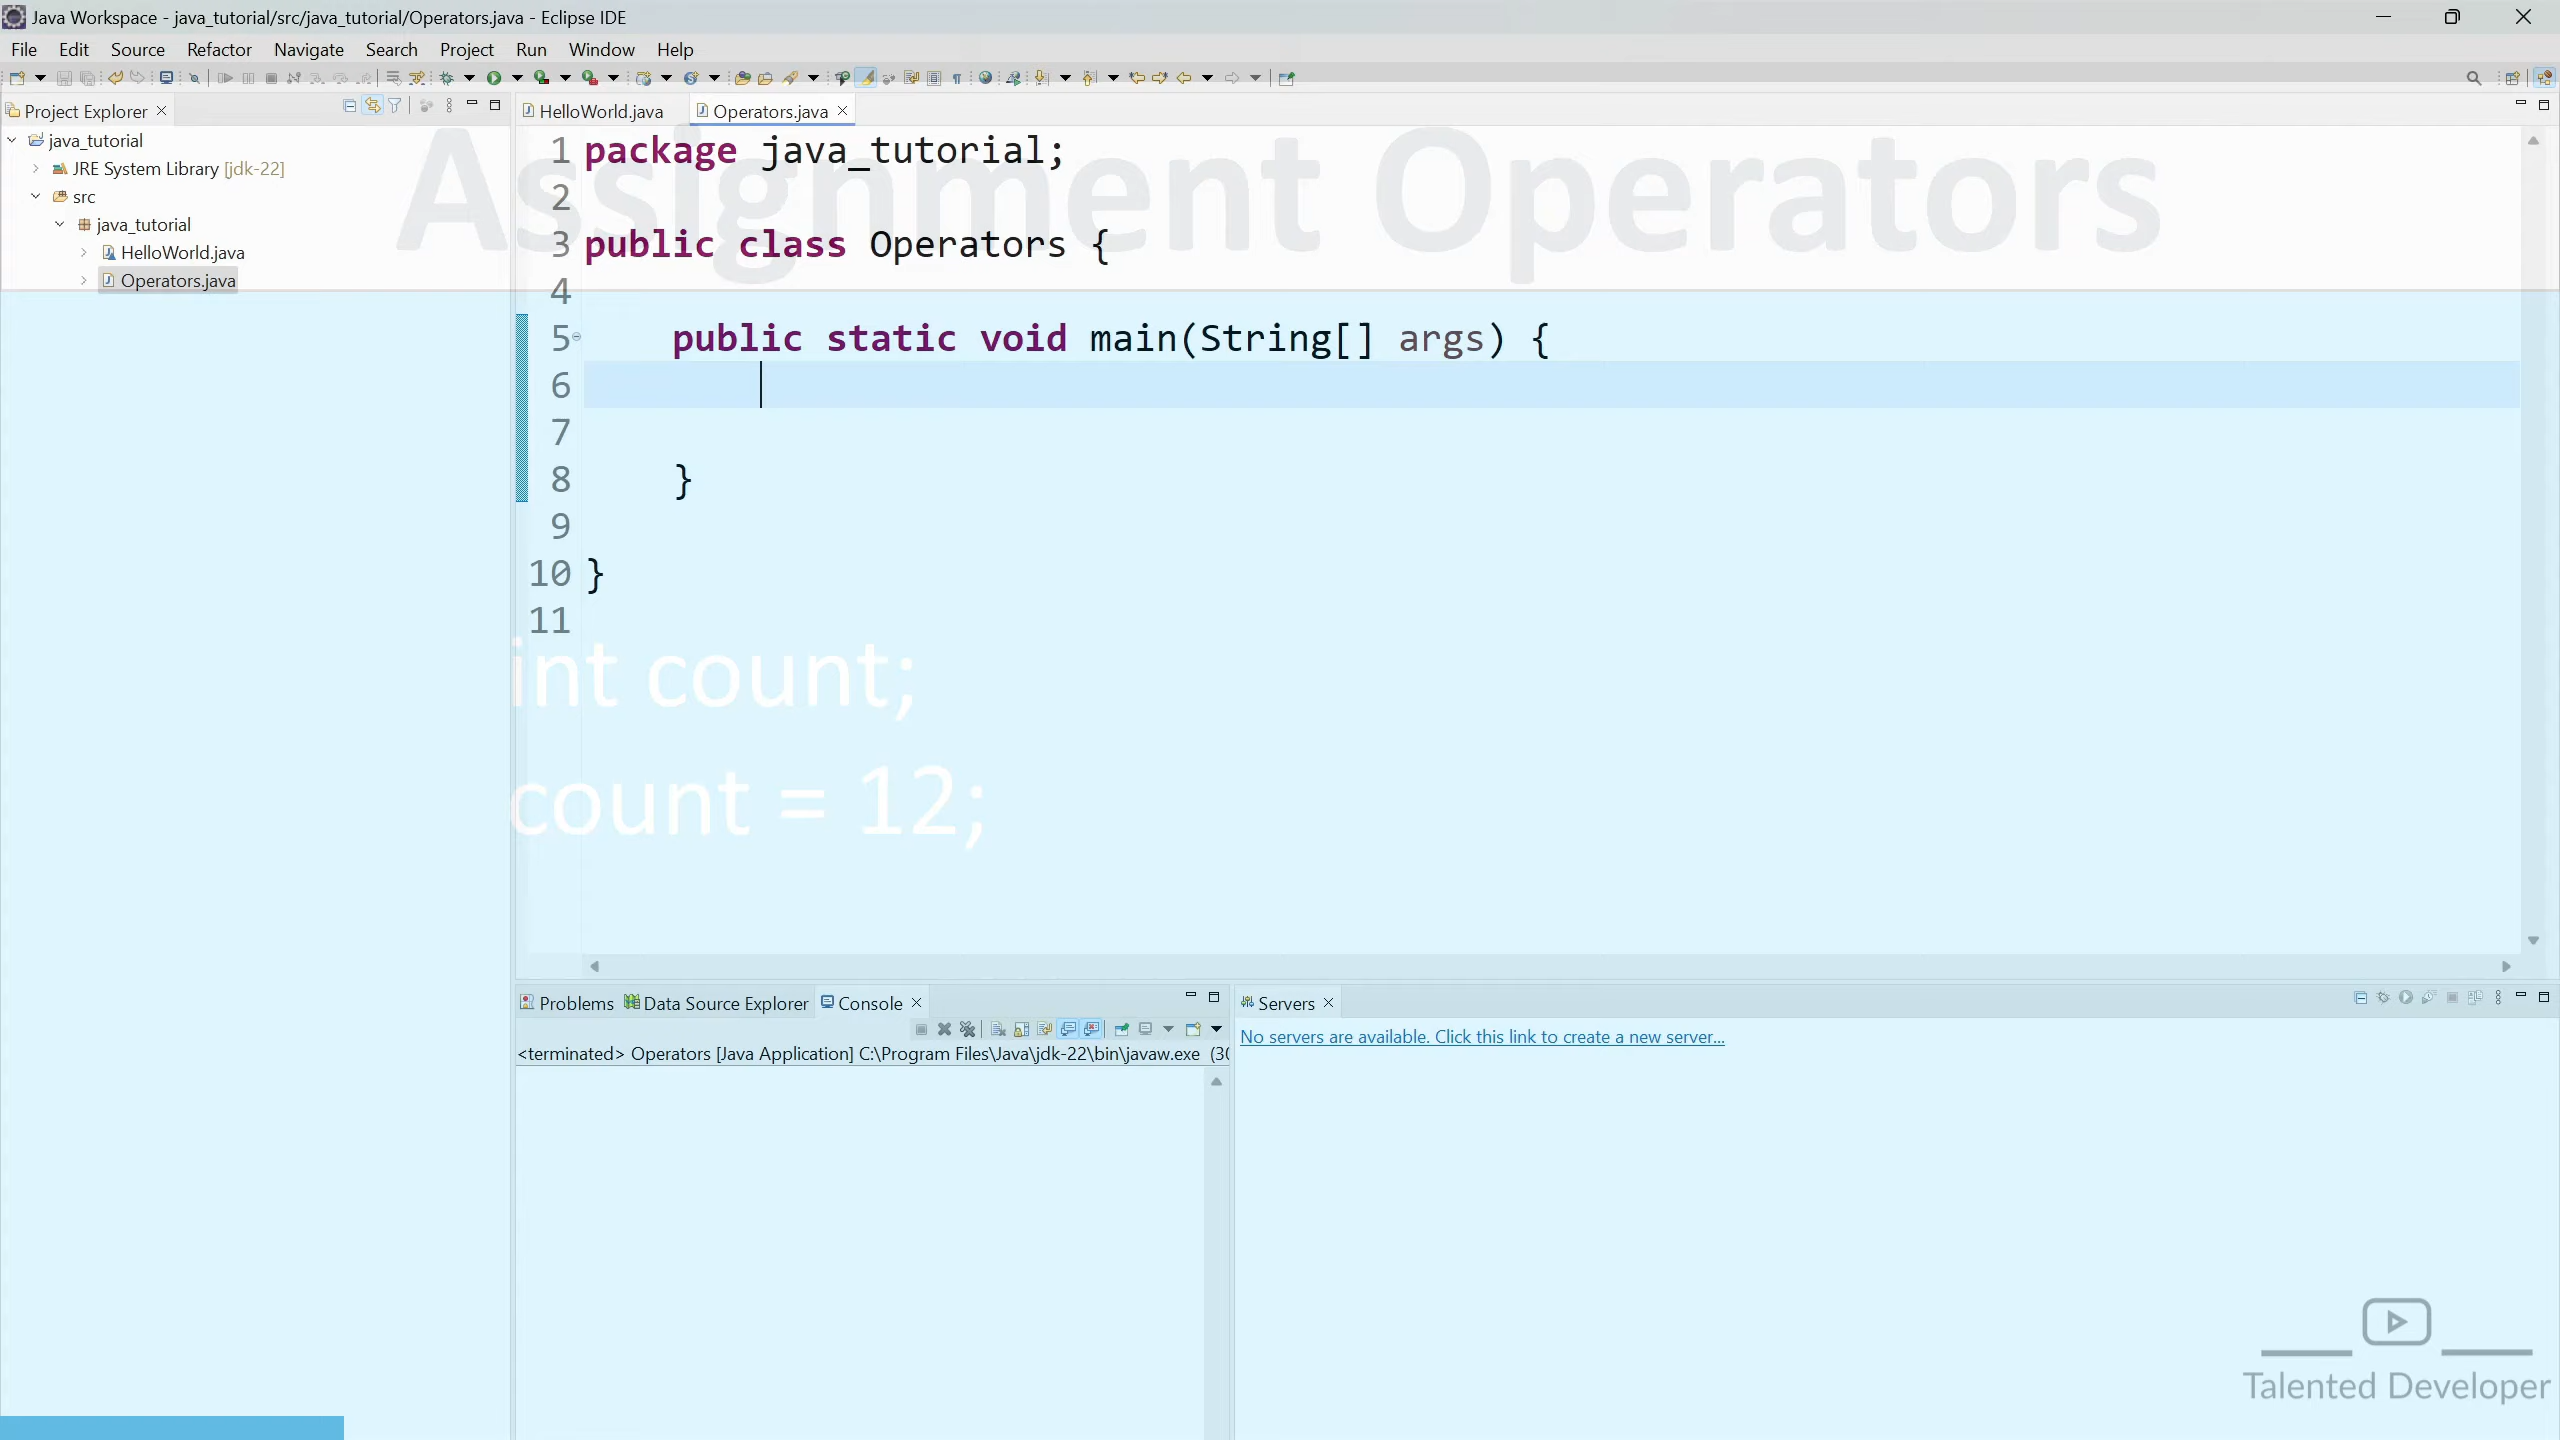 Java Workspace - java_tutorial/src/java_tutorial/Operators.java - Eclipse IDE
File Edit Source Refactor Navigate Search Project Run Window Help
Project Explorer
HelloWorld.java Operators.java
Assignment Operators
java_tutorial
JRE System Library [jdk-22]
src
java_tutorial
HelloWorld.java
Operators.java
1 package java_tutorial;
2
3 public class Operators {
4
5 public static void main(String[] args) {
6
7
8 }
9
10 }
11
int count;
count = 12;
Problems Data Source Explorer Console
<terminated> Operators [Java Application] C:\Program Files\Java\jdk-22\bin\javaw.exe (30
Servers
No servers are available. Click this link to create a new server...
Talented Developer